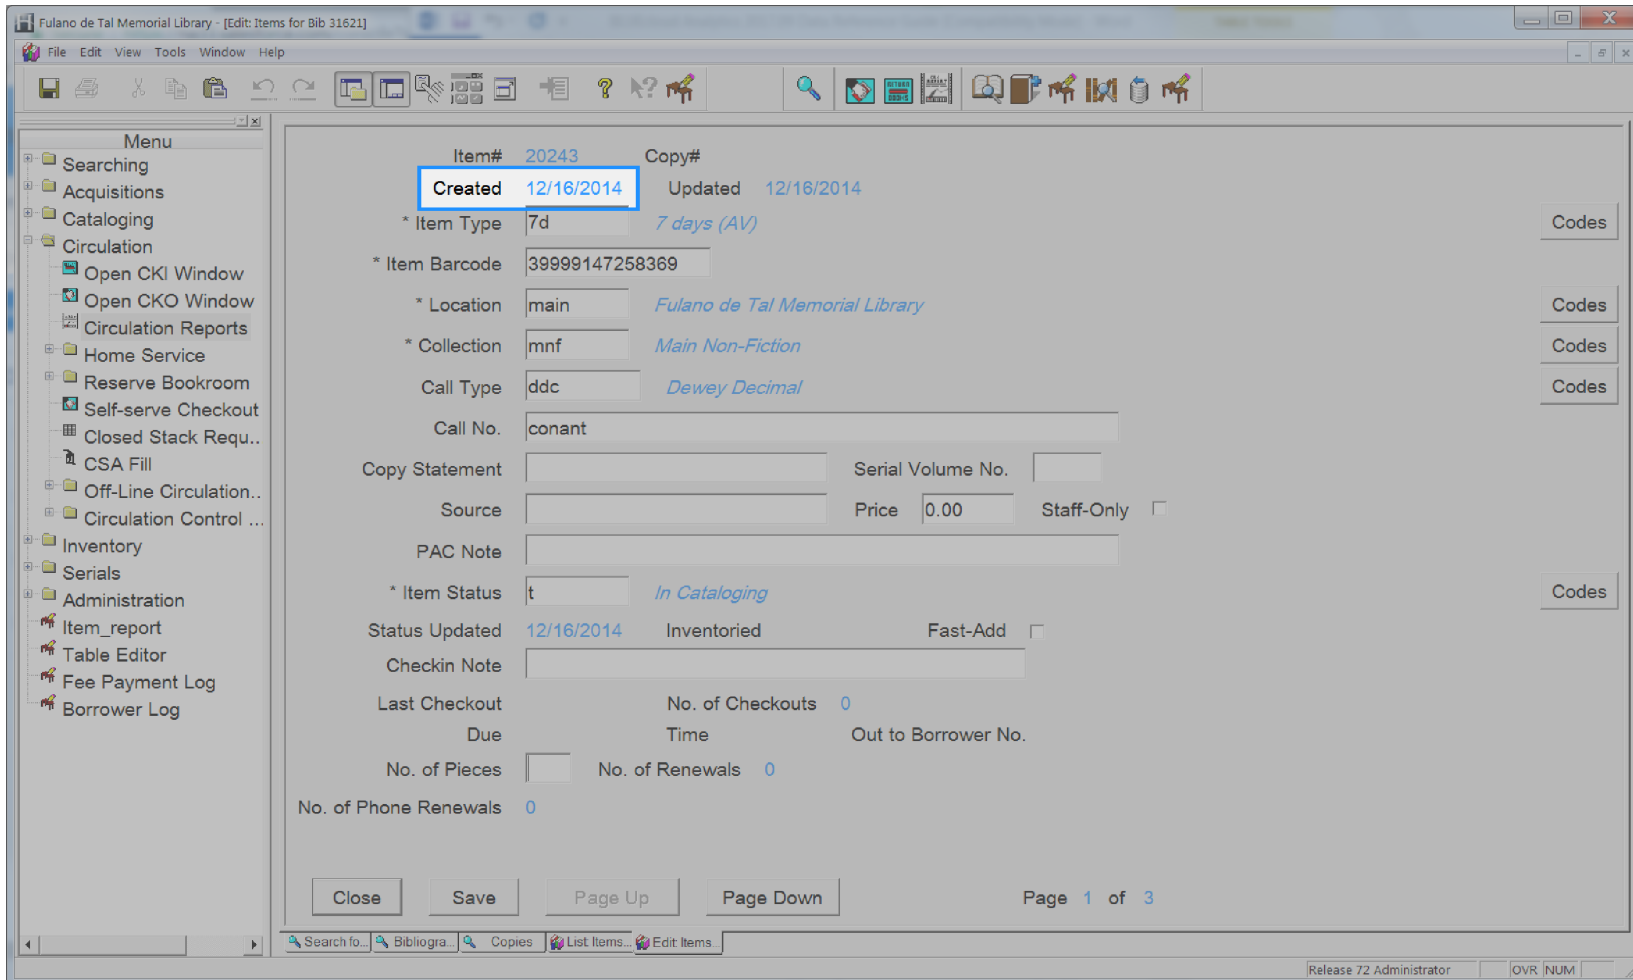 Fulano de Tal Memorial Library - [Edit: Items for Bib 31621]
File Edit View Tools Window Help
Menu
Searching
Acquisitions
Cataloging
Circulation
Open CKI Window
Open CKO Window
Circulation Reports
Home Service
Reserve Bookroom
Self-serve Checkout
Closed Stack Requ..
CSA Fill
Off-Line Circulation..
Circulation Control ...
Inventory
Serials
Administration
Item_report
Table Editor
Fee Payment Log
Borrower Log
Item# 20243 Copy#
Created 12/16/2014 Updated 12/16/2014
* Item Type 7d 7 days (AV) Codes
* Item Barcode 39999147258369
* Location main Fulano de Tal Memorial Library Codes
* Collection mnf Main Non-Fiction Codes
Call Type ddc Dewey Decimal Codes
Call No. conant
Copy Statement Serial Volume No.
Source Price 0.00 Staff-Only
PAC Note
* Item Status t In Cataloging Codes
Status Updated 12/16/2014 Inventoried Fast-Add
Checkin Note
Last Checkout No. of Checkouts 0
Due Time Out to Borrower No.
No. of Pieces No. of Renewals 0
No. of Phone Renewals 0
Close Save Page Up Page Down Page 1 of 3
Search fo... Bibliogra... Copies List Items... Edit: Items...
Release 72 Administrator OVR NUM